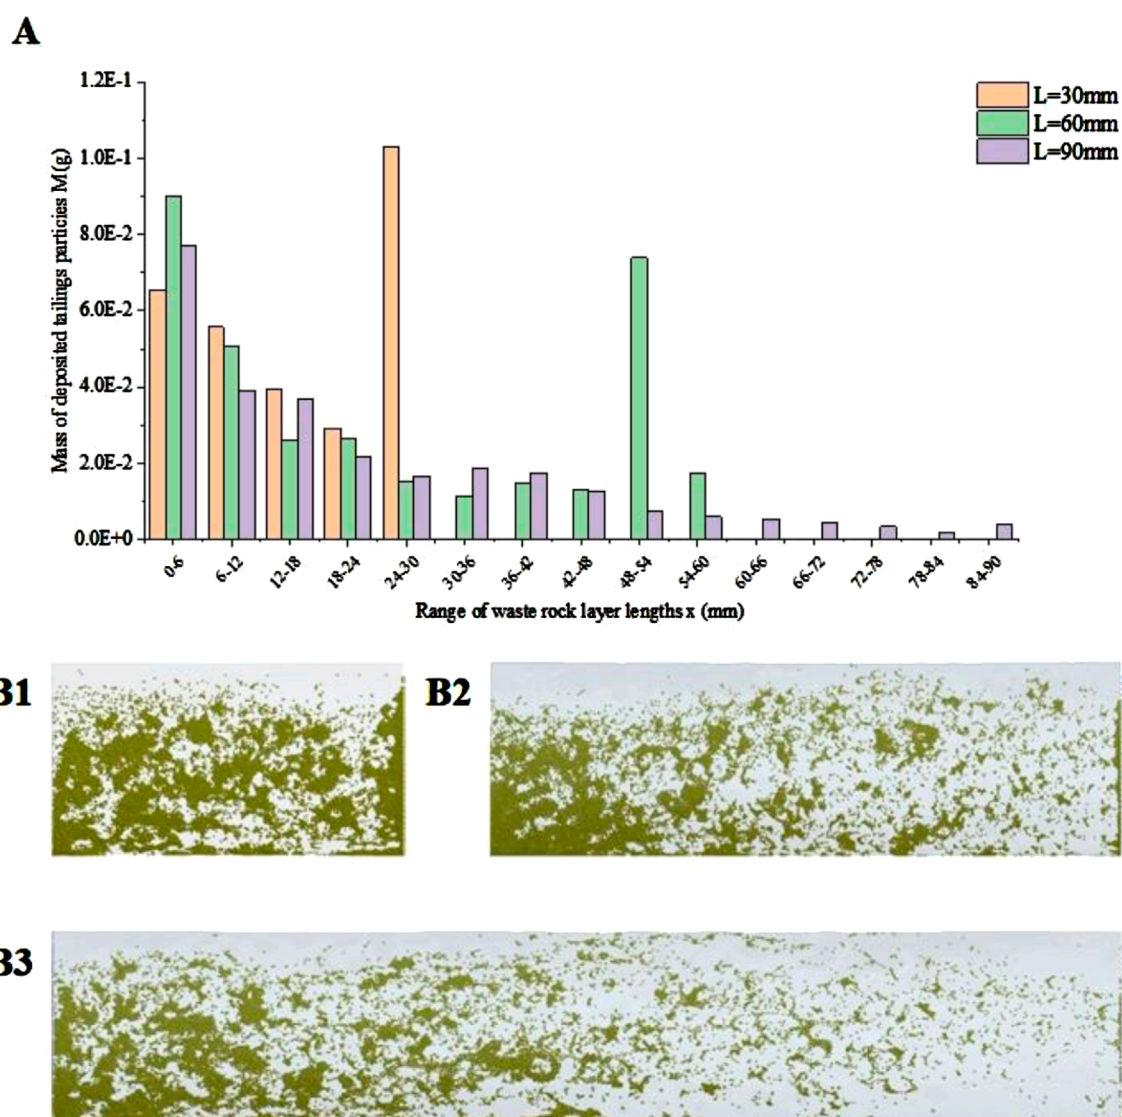 A
1.2E-1
1.0E-1
8.0E-2
6.0E-2
4.0E-2
2.0E-2
0.0E+0
Mass of deposited tailings particies M(g)
L=30mm
L=60mm
L=90mm
0-6
6-12
12-18
18-24
24-30
30-36
36-42
42-48
48-54
54-60
60-66
66-72
72-78
78-84
84-90
Range of waste rock layer lengths x (mm)
B1
B2
B3